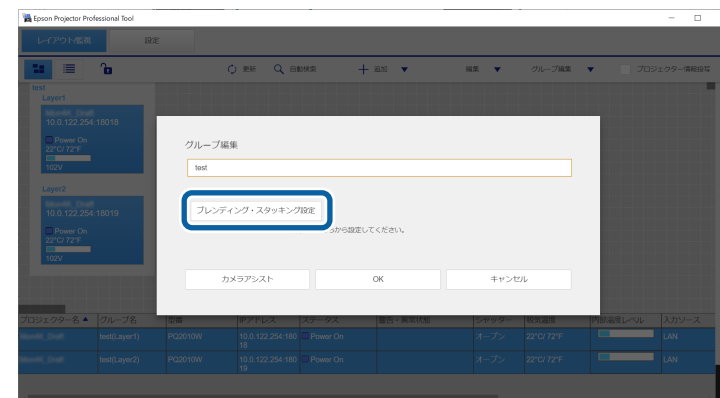 Epson Projector Professional Tool
レイアウト/監視 設定
更新 自動検索 追加 ▼ 編集 ▼ グループ編集 ▼ プロジェクター情報投写
test
Layer1
10.0.122.254:18018
Power On
22°C/ 72°F
102V
Layer2
10.0.122.254:18019
Power On
22°C/ 72°F
102V
グループ編集
test
ブレンディング・スタッキング設定
から設定してください。
カメラアシスト OK キャンセル
プロジェクター名 ▲ グループ名 型番 IPアドレス ステータス 警告・異常状態 シャッター 吸気温度 内部温度レベル 入力ソース
test(Layer1) PQ2010W 10.0.122.254:180 Power On オープン 22°C/ 72°F LAN
18
test(Layer2) PQ2010W 10.0.122.254:180 Power On オープン 22°C/ 72°F LAN
19